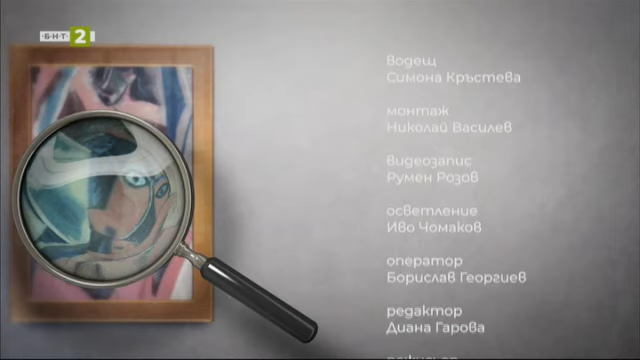 БНТ 2
водещ
Симона Кръстева
монтаж
Николай Василев
видеозапис
Румен Розов
осветление
Иво Чомаков
оператор
Борислав Георгиев
редактор
Диана Гарова